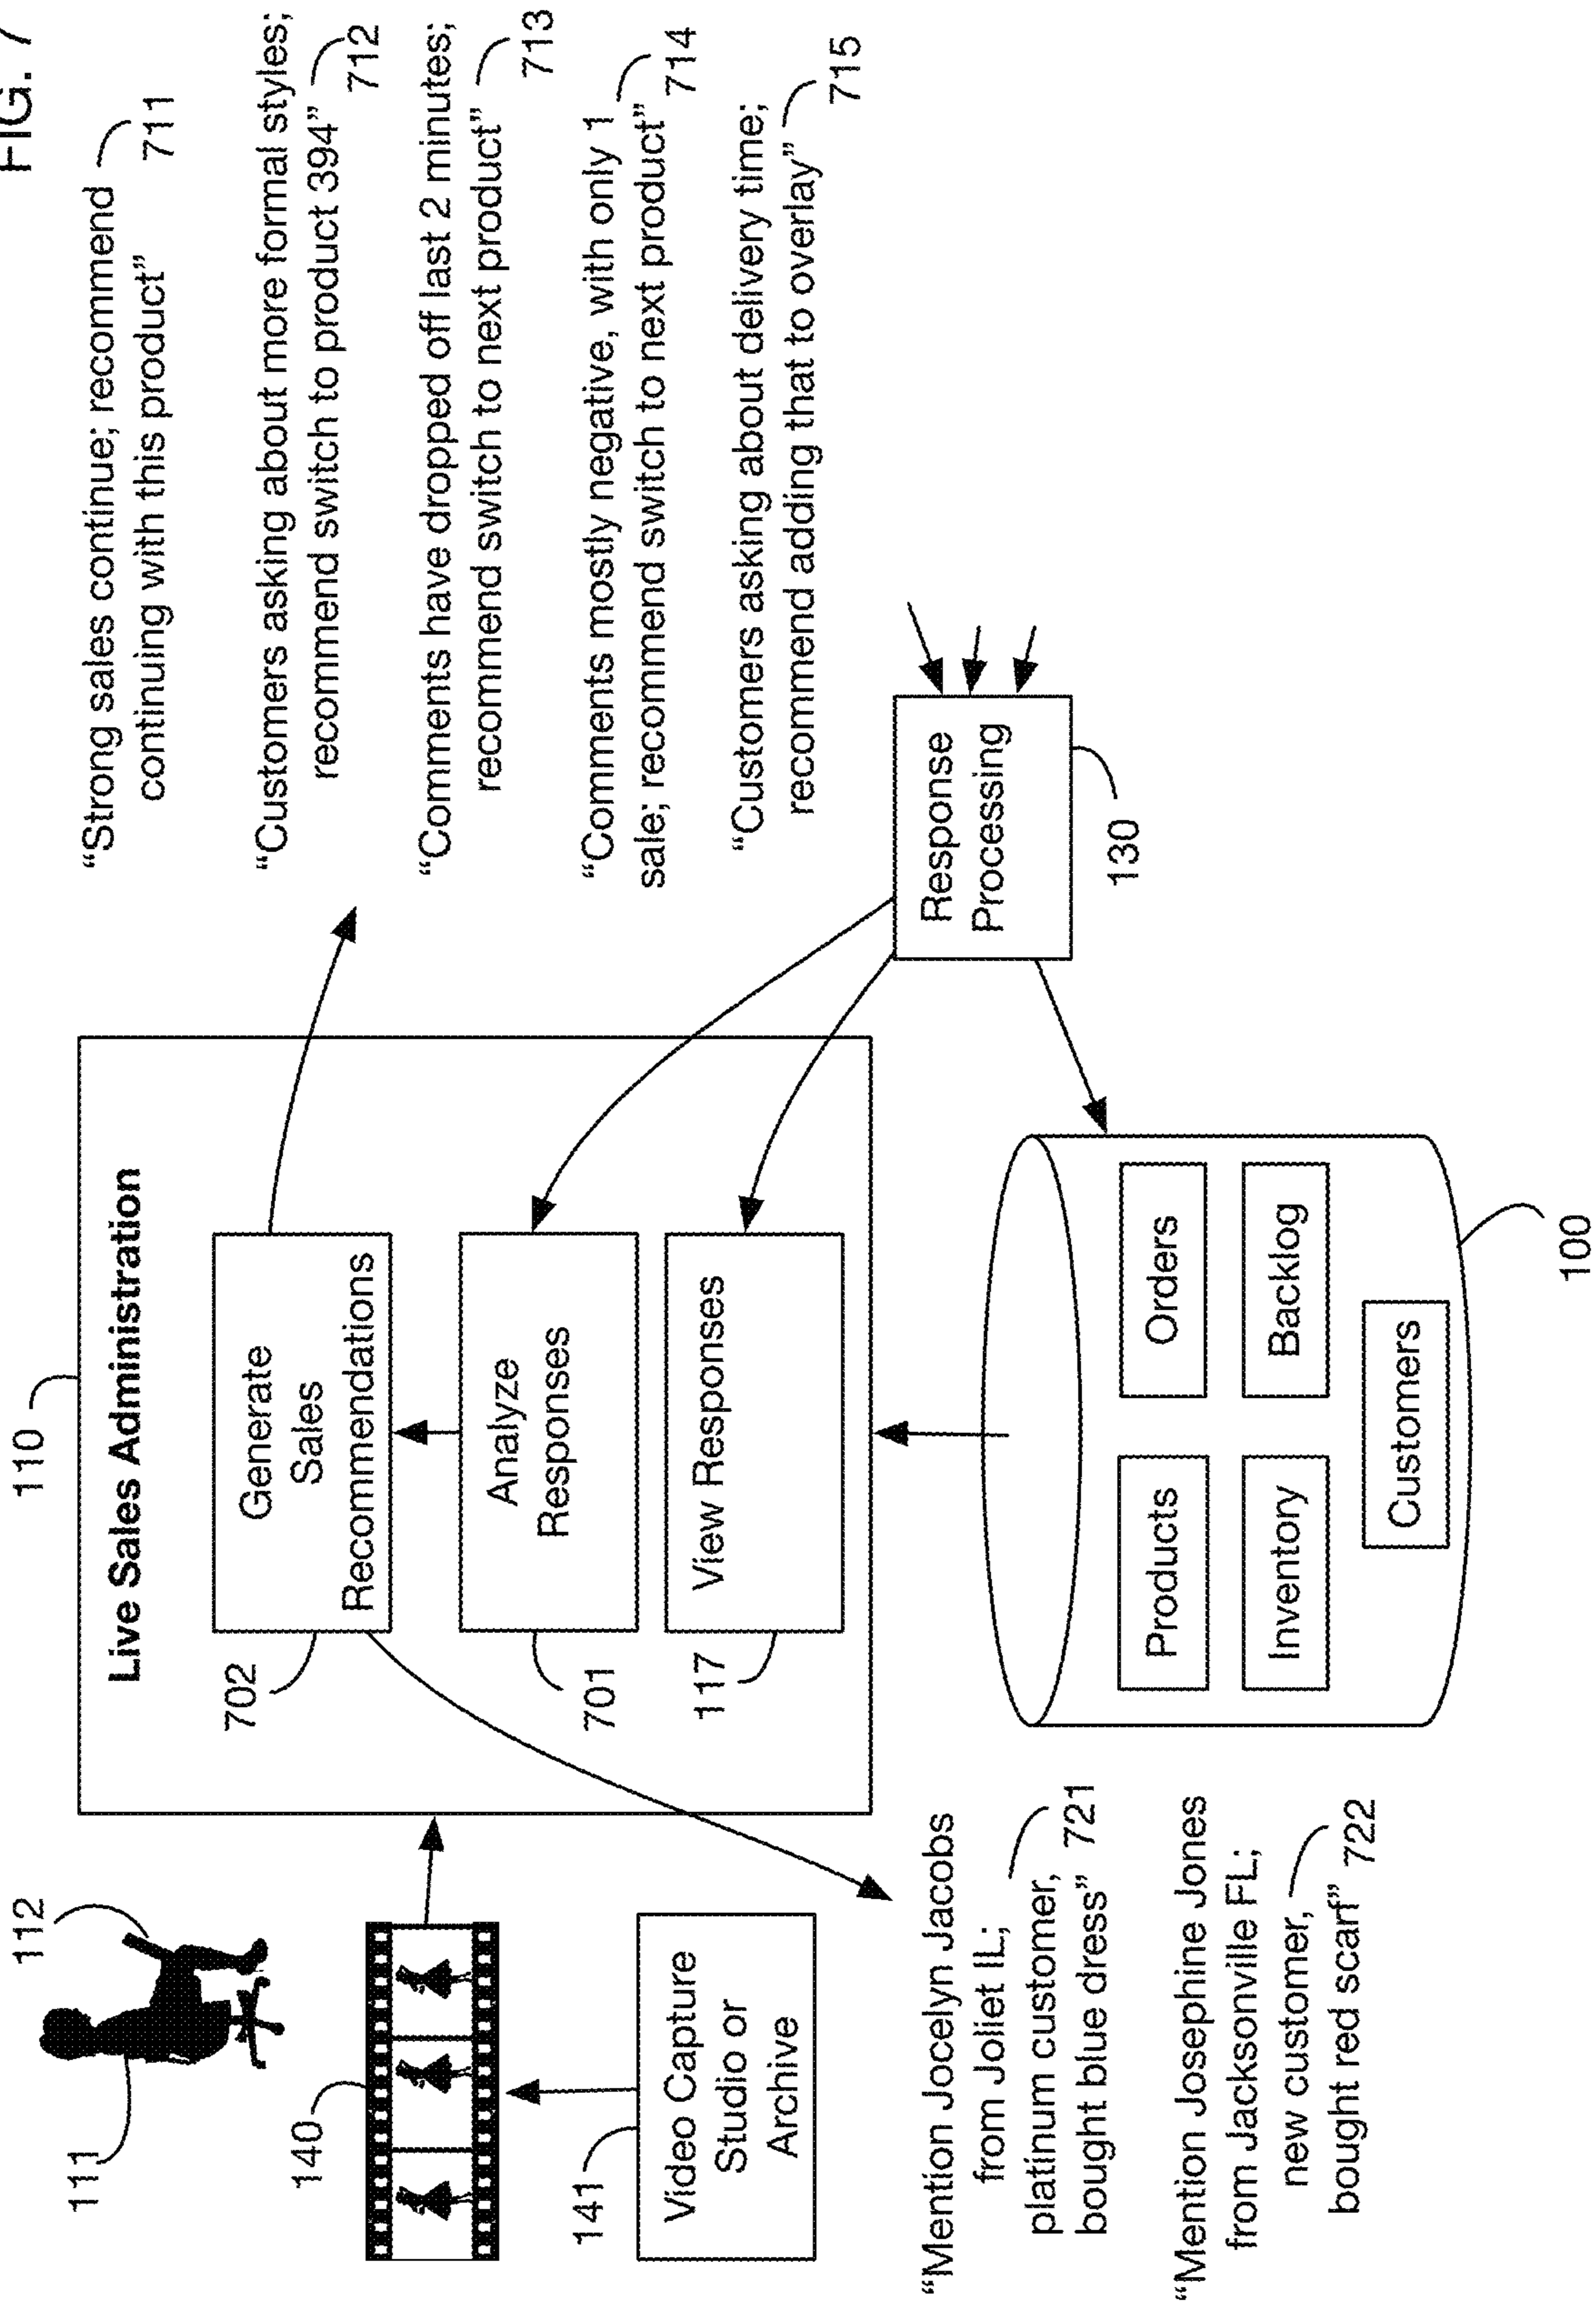 FIG. 7
110
Live Sales Administration
111
112
140
141
Video Capture
Studio or
Archive
702
Generate
Sales
Recommendations
701
Analyze
Responses
117
View Responses
“Strong sales continue; recommend
continuing with this product”
711
“Customers asking about more formal styles;
recommend switch to product 394”
712
“Comments have dropped off last 2 minutes;
recommend switch to next product”
713
“Comments mostly negative, with only 1
sale; recommend switch to next product”
714
“Customers asking about delivery time;
recommend adding that to overlay”
715
Response
Processing
130
“Mention Jocelyn Jacobs
from Joliet IL;
platinum customer,
bought blue dress”
721
“Mention Josephine Jones
from Jacksonville FL;
new customer,
bought red scarf”
722
Products
Orders
Inventory
Backlog
Customers
100